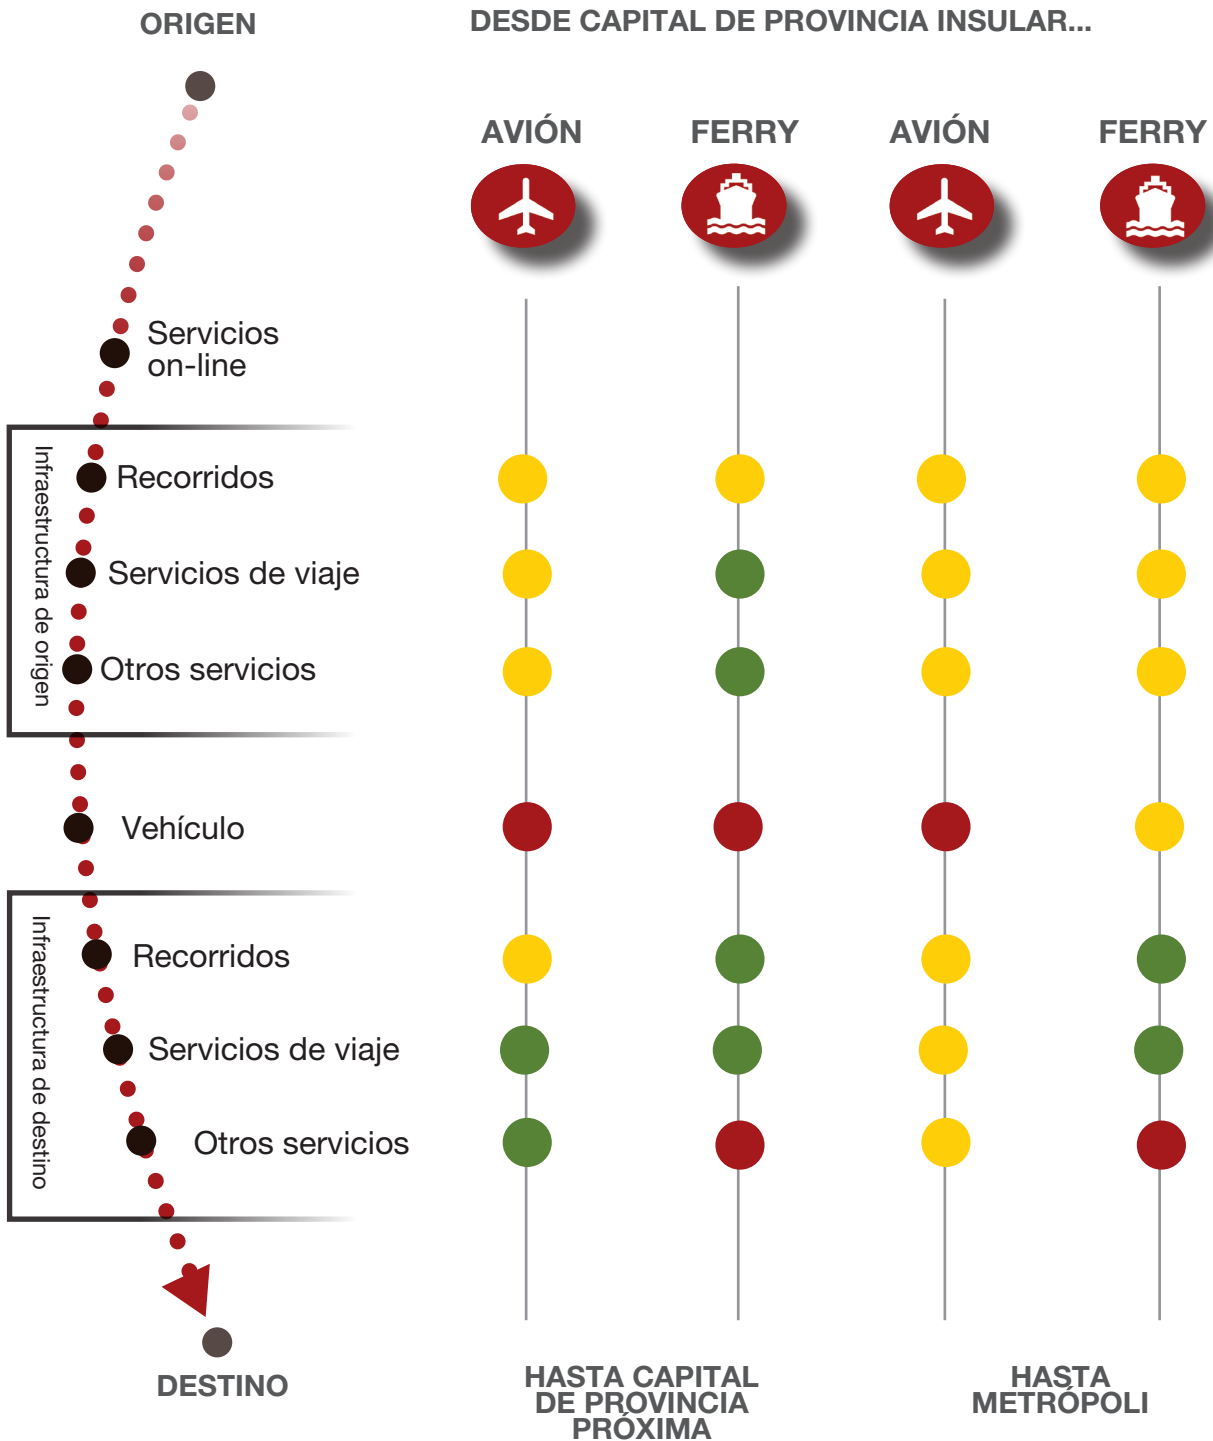 ORIGEN
DESDE CAPITAL DE PROVINCIA INSULAR...
AVIÓN
FERRY
AVIÓN
FERRY
Servicios
on-line
Infraestructura de origen
Recorridos
Servicios de viaje
Otros servicios
Vehículo
Infraestructura de destino
Recorridos
Servicios de viaje
Otros servicios
DESTINO
HASTA CAPITAL
DE PROVINCIA
PRÓXIMA
HASTA
METRÓPOLI